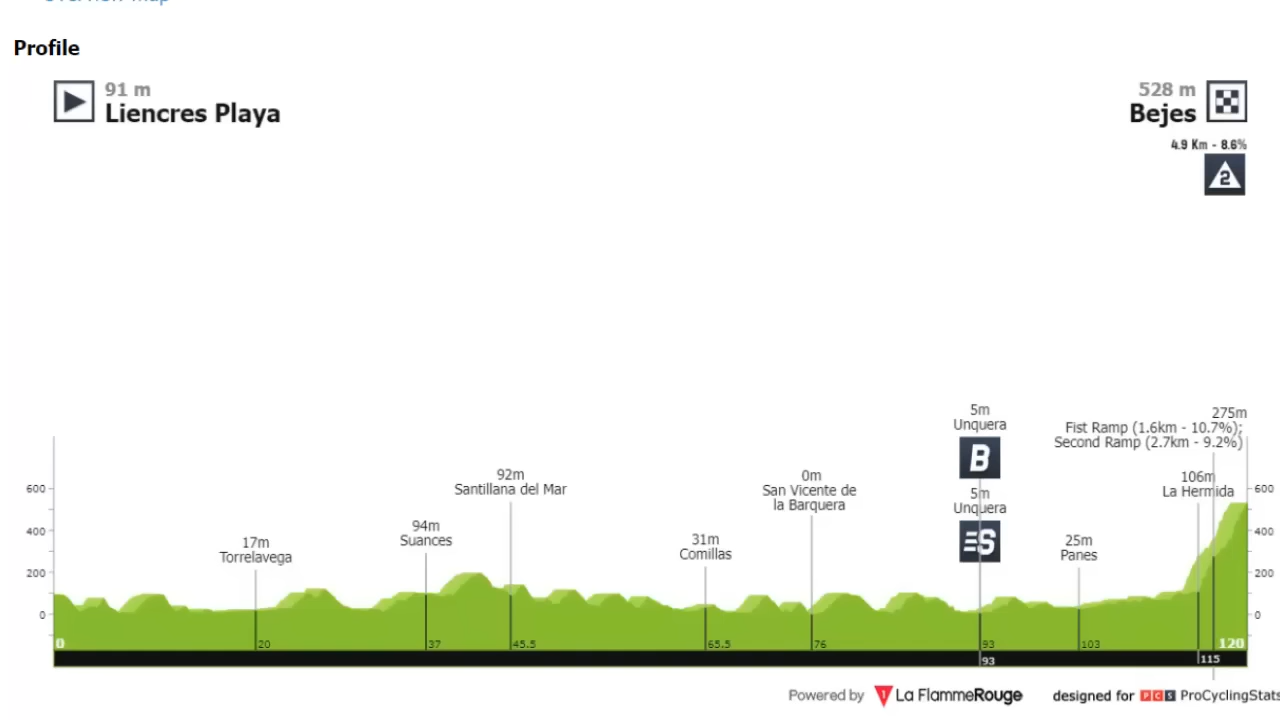 Profile
91 m
Liencres Playa
528 m
Bejes
4.9 Km - 8.6%
2
275m
Fist Ramp (1.6km - 10.7%);
Second Ramp (2.7km - 9.2%)
5m
Unquera
B
5m
Unquera
S
92m
Santillana del Mar
0m
San Vicente de
la Barquera
106m
La Hermida
94m
Suances
17m
Torrelavega
31m
Comillas
25m
Panes
600
400
200
0
600
400
200
0
0
20
37
45.5
65.5
76
93
103
120
93
115
Powered by La FlammeRouge
designed for PCS ProCyclingStats